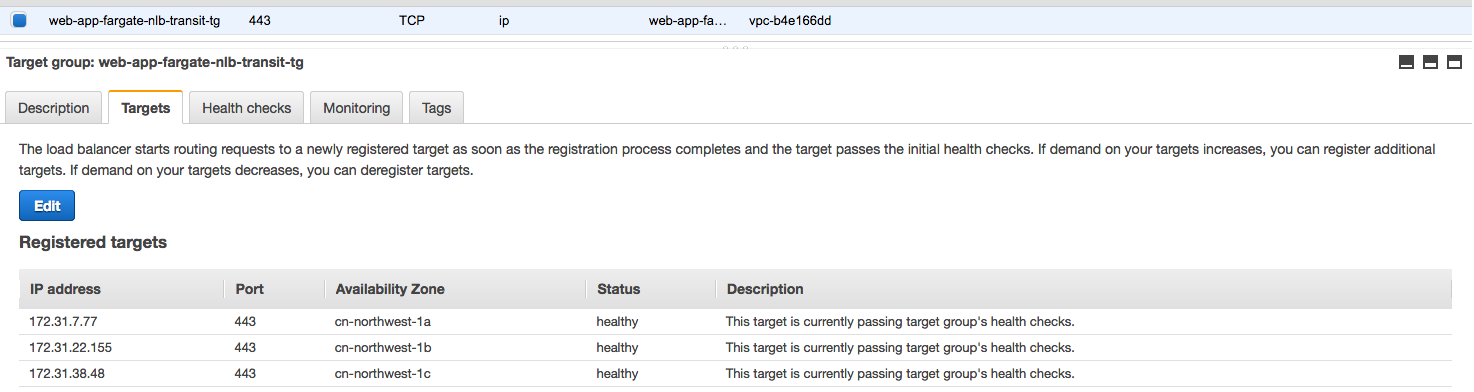 web-app-fargate-nlb-transit-tg 443 TCP ip web-app-fa... vpc-b4e166dd
Target group: web-app-fargate-nlb-transit-tg
Description Targets Health checks Monitoring Tags
The load balancer starts routing requests to a newly registered target as soon as the registration process completes and the target passes the initial health checks. If demand on your targets increases, you can register additional
targets. If demand on your targets decreases, you can deregister targets.
Edit
Registered targets
IP address Port Availability Zone Status Description
172.31.7.77 443 cn-northwest-1a healthy This target is currently passing target group's health checks.
172.31.22.155 443 cn-northwest-1b healthy This target is currently passing target group's health checks.
172.31.38.48 443 cn-northwest-1c healthy This target is currently passing target group's health checks.